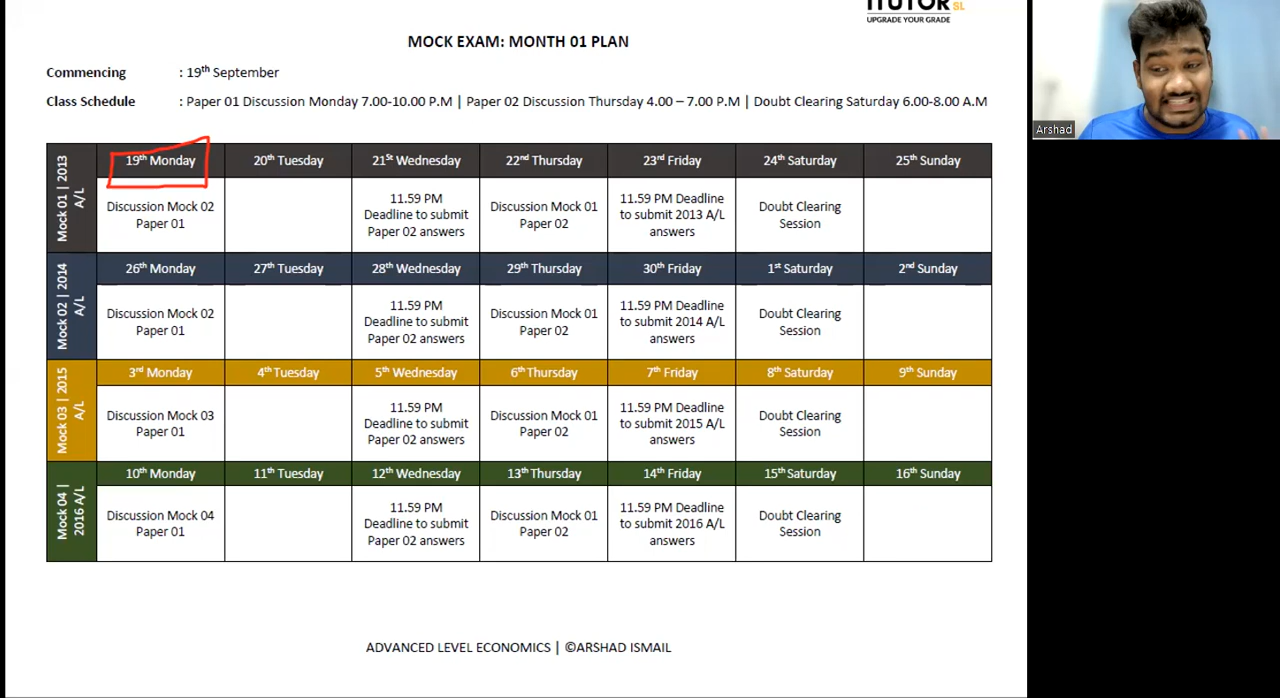 ITUTOR SL
UPGRADE YOUR GRADE
MOCK EXAM: MONTH 01 PLAN
Commencing : 19th September
Class Schedule : Paper 01 Discussion Monday 7.00-10.00 P.M | Paper 02 Discussion Thursday 4.00 – 7.00 P.M | Doubt Clearing Saturday 6.00-8.00 A.M
Arshad
Mock 01 | 2013
A/L
19th Monday 20th Tuesday 21St Wednesday 22nd Thursday 23rd Friday 24th Saturday 25th Sunday
Discussion Mock 02
Paper 01
11.59 PM
Deadline to submit
Paper 02 answers
Discussion Mock 01
Paper 02
11.59 PM Deadline
to submit 2013 A/L
answers
Doubt Clearing
Session
Mock 02 | 2014
A/L
26th Monday 27th Tuesday 28th Wednesday 29th Thursday 30th Friday 1st Saturday 2nd Sunday
Discussion Mock 02
Paper 01
11.59 PM
Deadline to submit
Paper 02 answers
Discussion Mock 01
Paper 02
11.59 PM Deadline
to submit 2014 A/L
answers
Doubt Clearing
Session
Mock 03 | 2015
A/L
3rd Monday 4th Tuesday 5th Wednesday 6th Thursday 7th Friday 8th Saturday 9th Sunday
Discussion Mock 03
Paper 01
11.59 PM
Deadline to submit
Paper 02 answers
Discussion Mock 01
Paper 02
11.59 PM Deadline
to submit 2015 A/L
answers
Doubt Clearing
Session
Mock 04 |
2016 A/L
10th Monday 11th Tuesday 12th Wednesday 13th Thursday 14th Friday 15th Saturday 16th Sunday
Discussion Mock 04
Paper 01
11.59 PM
Deadline to submit
Paper 02 answers
Discussion Mock 01
Paper 02
11.59 PM Deadline
to submit 2016 A/L
answers
Doubt Clearing
Session
ADVANCED LEVEL ECONOMICS | ©ARSHAD ISMAIL